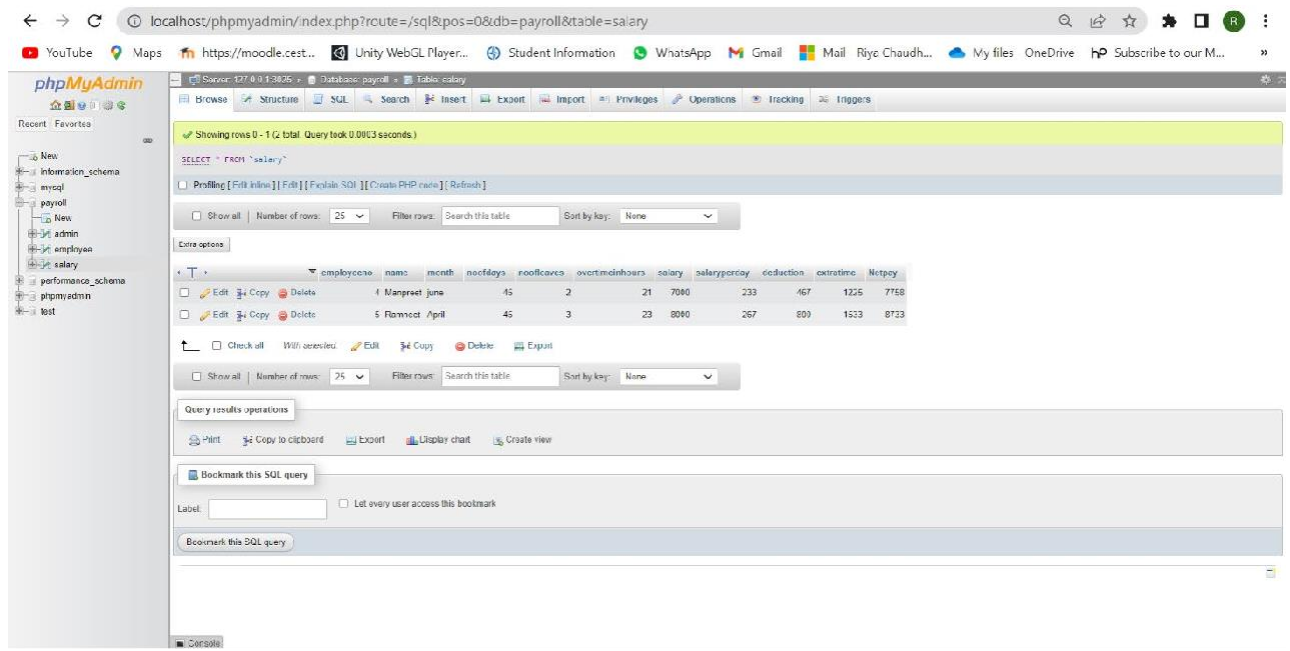 localhost/phpmyadmin/index.php?route=/sql&pos=0&db=payroll&table=salary R
YouTube Maps https://moodle.cest... Unity WebGL Player... Student Information WhatsApp Gmail Mail Riya Chaudh... My files OneDrive Subscribe to our M... »
phpMyAdmin
Recent Favorites
New
information_schema
mysql
payroll
New
admin
employee
salary
performance_schema
phpmyadmin
test
Server: 127.0.0.1:3026 » Database: payroll » Table: salary
Browse Structure SQL Search Insert Export Import Privileges Operations Tracking Triggers
Showing rows 0 - 1 (2 total, Query took 0.0003 seconds.)
SELECT * FROM `salary`
Profiling [ Edit inline ] [ Edit ] [ Explain SQL ] [ Create PHP code ] [ Refresh ]
Show all Number of rows: 25 Filter rows: Search this table Sort by key: None
Extra options
employeeno name month noofdays noofleaves overtimeinhours salary salaryperday deduction extratime Netpay
Edit Copy Delete 4 Manpreet june 45 2 21 7000 233 467 1225 7758
Edit Copy Delete 5 April 45 3 23 8000 267 800 1533 8733
Check all With selected: Edit Copy Delete Export
Show all Number of rows: 25 Filter rows: Search this table Sort by key: None
Query results operations
Print Copy to clipboard Export Display chart Create view
Bookmark this SQL query
Label: Let every user access this bookmark
Bookmark this SQL query
Console